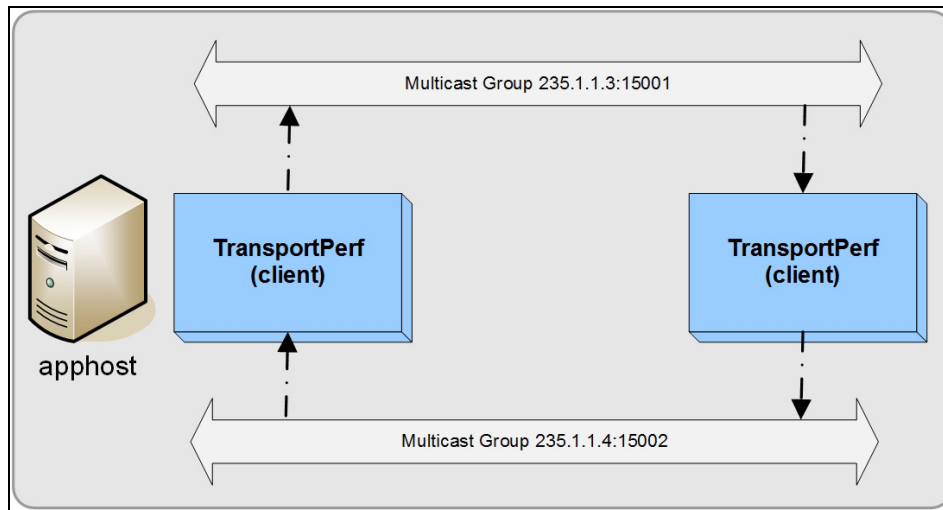 Multicast Group 235.1.1.3:15001
TransportPerf
(client)
TransportPerf
(client)
apphost
Multicast Group 235.1.1.4:15002